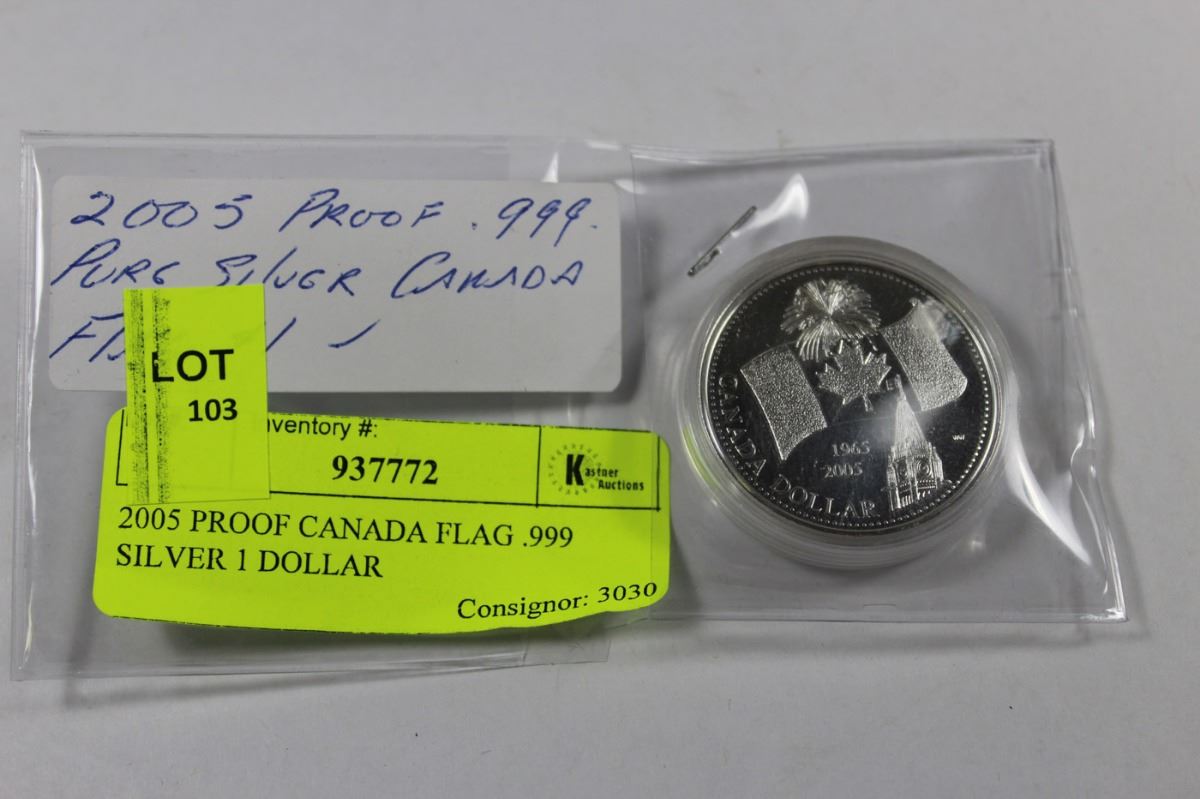 2005 PROOF .999.
PURE SILVER CANADA
LOT
103
nventory #:
937772
Kastner
Auctions
2005 PROOF CANADA FLAG .999
SILVER 1 DOLLAR
Consignor: 3030
1965
2005
CANADA DOLLAR